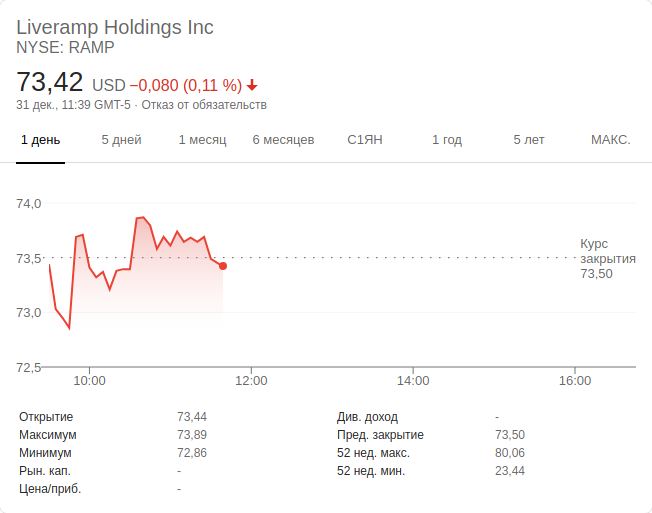 Liveramp Holdings Inc
NYSE: RAMP
73,42 USD −0,080 (0,11 %)
31 дек., 11:39 GMT-5 · Отказ от обязательств
1 день 5 дней 1 месяц 6 месяцев С1ЯН 1 год 5 лет МАКС.
74,0
73,5
73,0
72,5
Курс
закрытия
73,50
10:00 12:00 14:00 16:00
Открытие 73,44
Максимум 73,89
Минимум 72,86
Рын. кап. -
Цена/приб. -
Див. доход -
Пред. закрытие 73,50
52 нед. макс. 80,06
52 нед. мин. 23,44